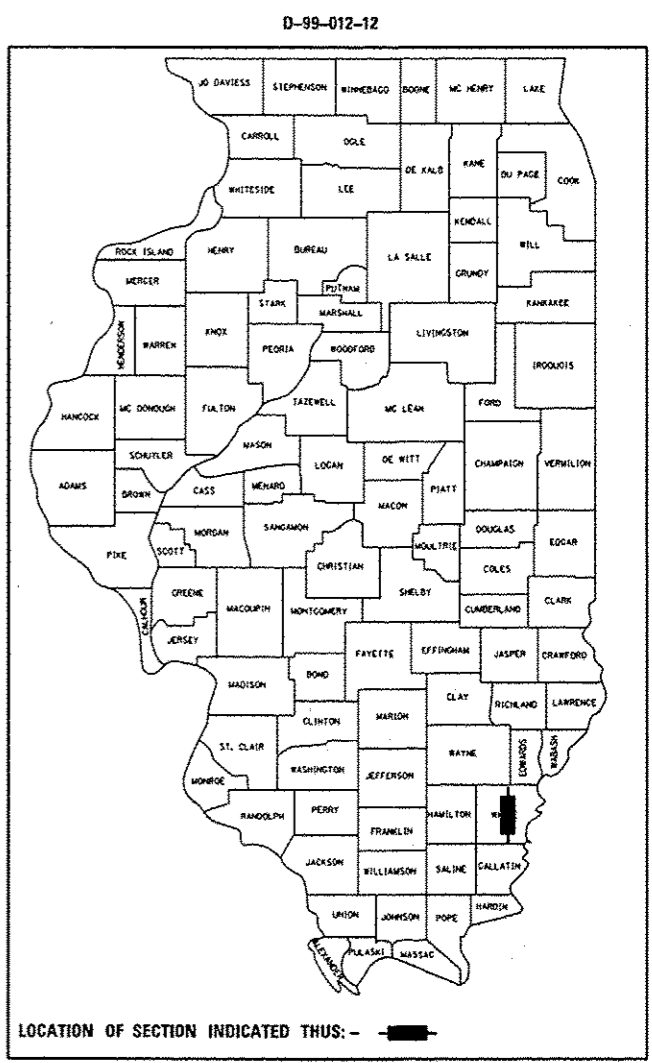 D-99-012-12
JO DAVIESS STEPHENSON WINNEBAGO BOONE MC HENRY LAKE
CARROLL OGLE DE KALB KANE DU PAGE COOK
WHITESIDE LEE
KENDALL WILL
ROCK ISLAND HENRY BUREAU LA SALLE GRUNDY
MERCER PUTNAM
STARK MARSHALL KANKAKEE
HENDERSON WARREN KNOX PEORIA WOODFORD LIVINGSTON
IROQUOIS
HANCOCK MC DONOUGH FULTON TAZEWELL MC LEAN FORD
MASON
SCHUYLER LOGAN DE WITT CHAMPAIGN VERMILION
ADAMS BROWN CASS MENARD PIATT
MACON
MORGAN SANGAMON DOUGLAS EDGAR
PIKE SCOTT CHRISTIAN MOULTRIE COLES
GREENE MACOUPIN MONTGOMERY SHELBY CUMBERLAND CLARK
CALHOUN JERSEY
FAYETTE EFFINGHAM JASPER CRAWFORD
MADISON BOND
CLAY RICHLAND LAWRENCE
CLINTON MARION
ST. CLAIR WAYNE EDWARDS WABASH
WASHINGTON JEFFERSON
MONROE
RANDOLPH PERRY HAMILTON
FRANKLIN
JACKSON WILLIAMSON SALINE GALLATIN
UNION JOHNSON POPE HARDIN
ALEXANDER PULASKI MASSAC
LOCATION OF SECTION INDICATED THUS: -